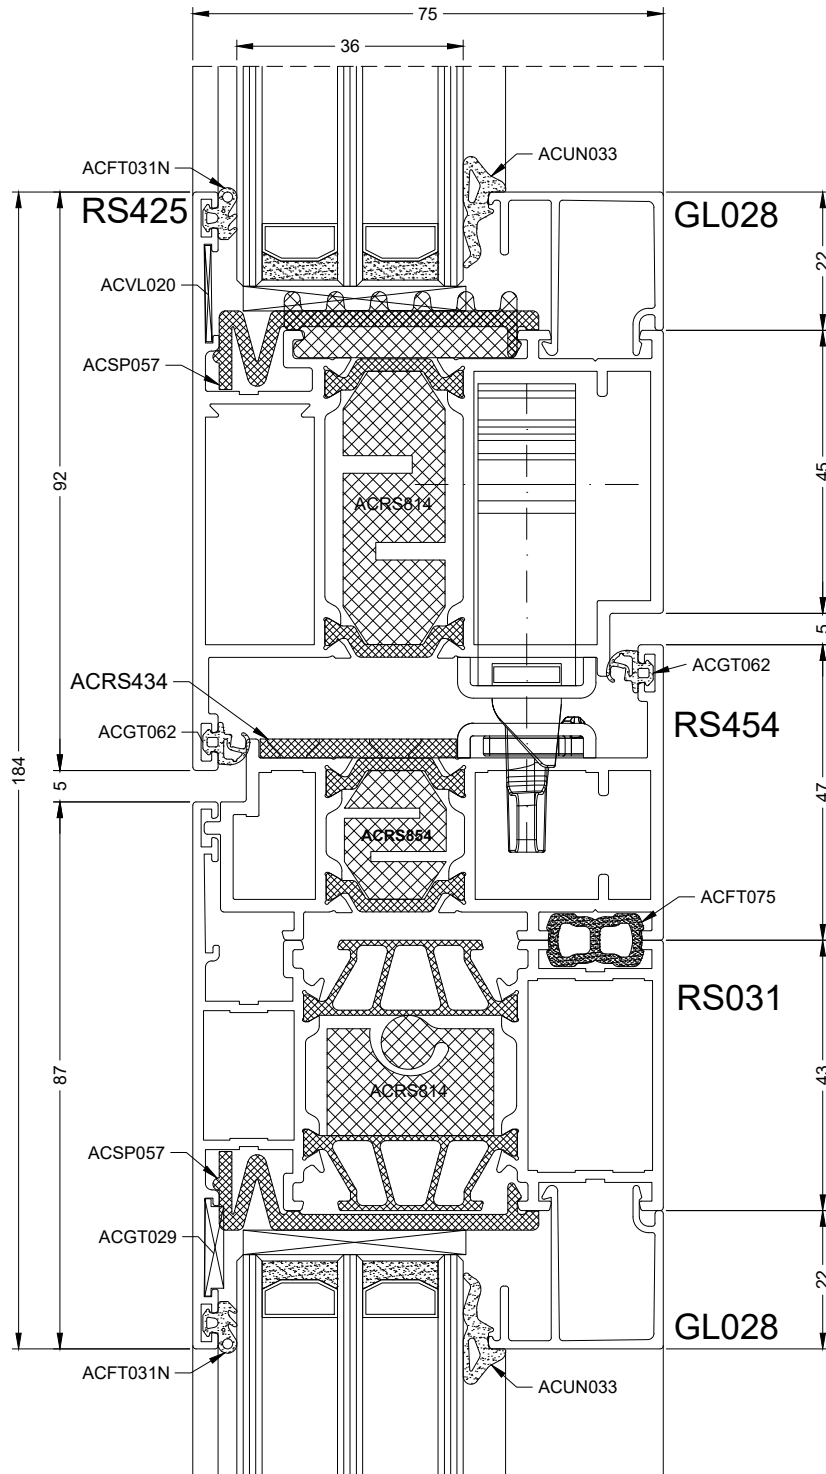 75
36
ACFT031N
ACUN033
RS425
GL028
22
ACVL020
ACSP057
92
45
ACRS814
5
ACGT062
ACRS434
RS454
ACGT062
184
5
47
ACRS854
ACFT075
RS031
87
43
ACRS814
ACSP057
ACGT029
22
GL028
ACFT031N
ACUN033